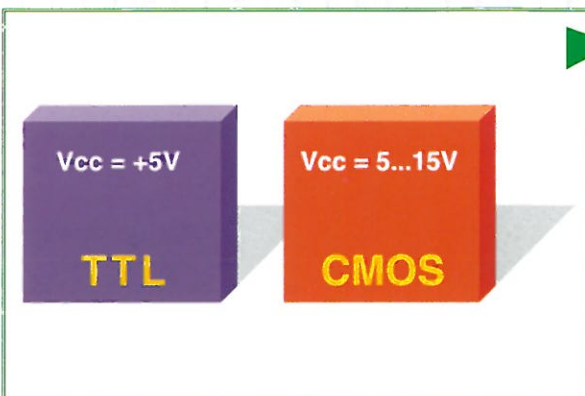 Vcc = +5V
TTL
Vcc = 5...15V
CMOS